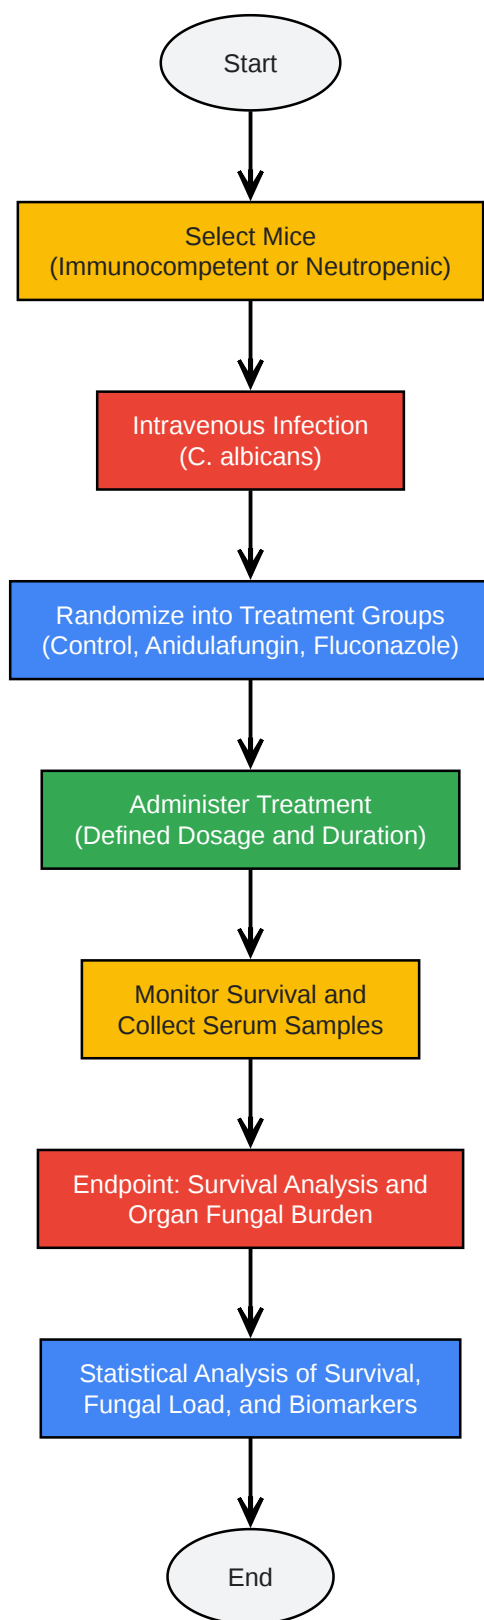 Start
Select Mice
(Immunocompetent or Neutropenic)
Intravenous Infection
(C. albicans)
Randomize into Treatment Groups
(Control, Anidulafungin, Fluconazole)
Administer Treatment
(Defined Dosage and Duration)
Monitor Survival and
Collect Serum Samples
Endpoint: Survival Analysis and
Organ Fungal Burden
Statistical Analysis of Survival,
Fungal Load, and Biomarkers
End